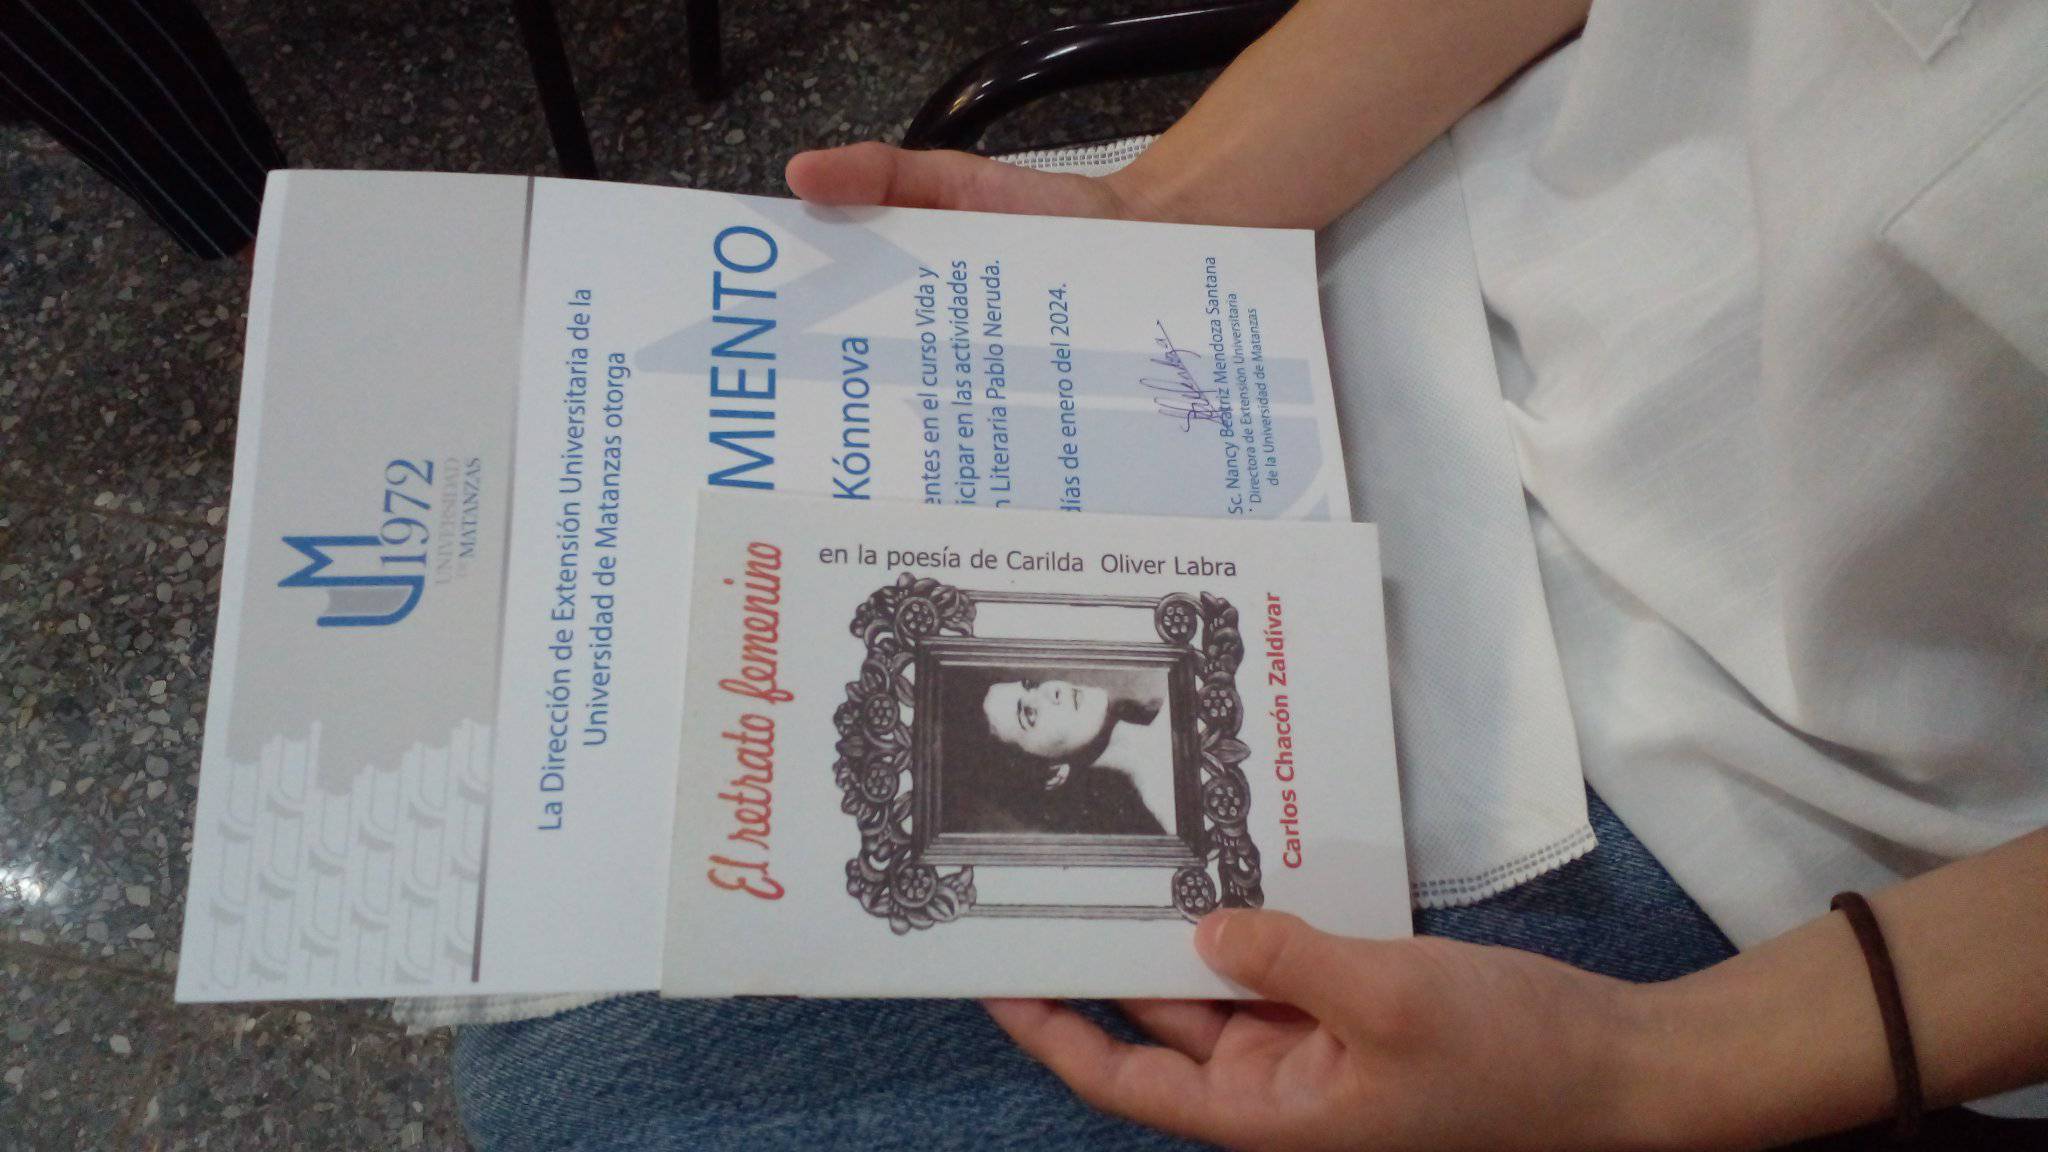 1972
UNIVERSIDAD
DE MATANZAS
La Dirección de Extensión Universitaria de la
Universidad de Matanzas otorga
MIENTO
Kónnova
entes en el curso Vida y
icipar en las actividades
n Literaria Pablo Neruda.
días de enero del 2024.
Sc. Nancy Beatriz Mendoza Santana
Directora de Extensión Universitaria
de la Universidad de Matanzas
El retrato femenino
en la poesía de Carilda Oliver Labra
Carlos Chacón Zaldívar